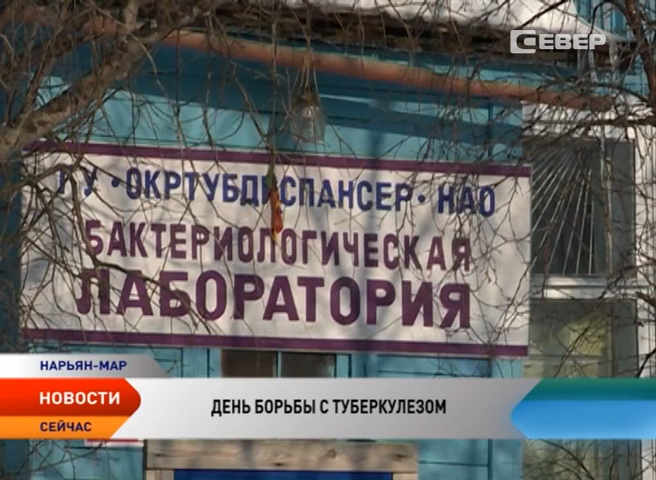 СЕВЕР
ГУ • ОКРТУБДИСПАНСЕР • НАО
БАКТЕРИОЛОГИЧЕСКАЯ
ЛАБОРАТОРИЯ
НАРЬЯН-МАР
НОВОСТИ
СЕЙЧАС
ДЕНЬ БОРЬБЫ С ТУБЕРКУЛЕЗОМ